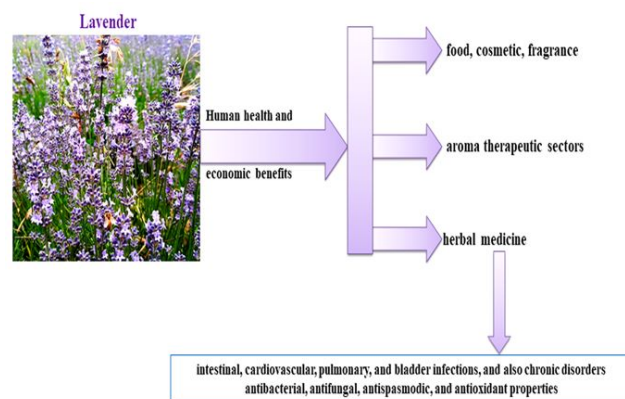 Lavender
Human health and
economic benefits
food, cosmetic, fragrance
aroma therapeutic sectors
herbal medicine
intestinal, cardiovascular, pulmonary, and bladder infections, and also chronic disorders
antibacterial, antifungal, antispasmodic, and antioxidant properties